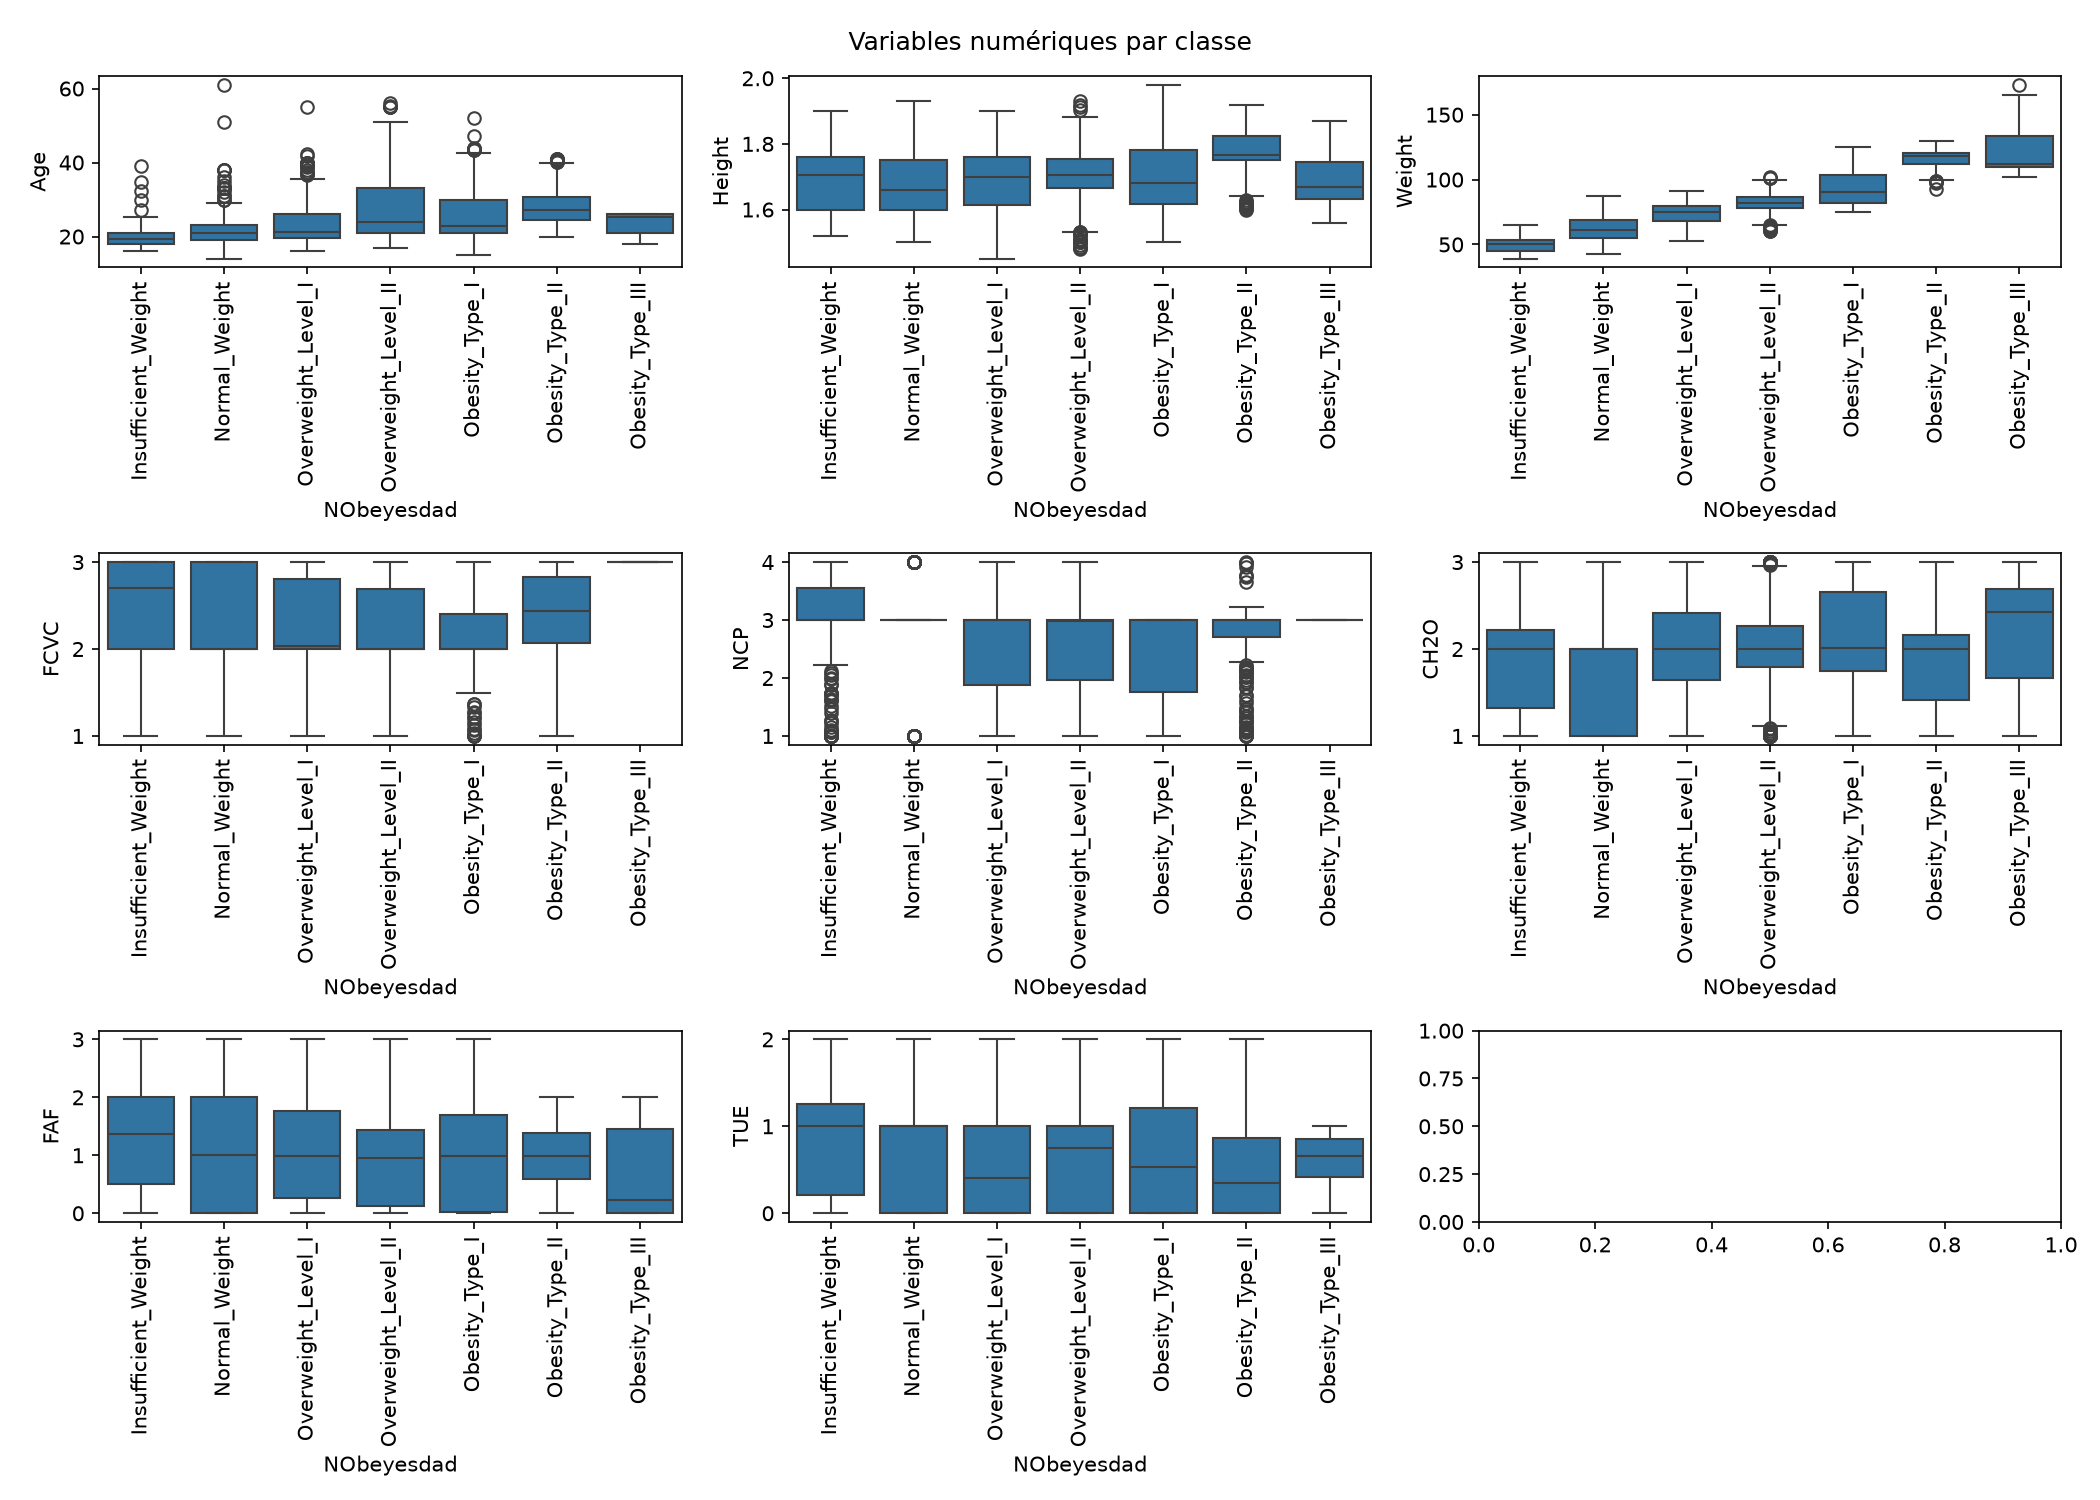 Variables numériques par classe
Age
60
40
20
Insufficient_Weight
Normal_Weight
Overweight_Level_I
Overweight_Level_II
Obesity_Type_I
Obesity_Type_II
Obesity_Type_III
NObeyesdad
Height
2.0
1.8
1.6
Insufficient_Weight
Normal_Weight
Overweight_Level_I
Overweight_Level_II
Obesity_Type_I
Obesity_Type_II
Obesity_Type_III
NObeyesdad
Weight
150
100
50
Insufficient_Weight
Normal_Weight
Overweight_Level_I
Overweight_Level_II
Obesity_Type_I
Obesity_Type_II
Obesity_Type_III
NObeyesdad
FCVC
3
2
1
Insufficient_Weight
Normal_Weight
Overweight_Level_I
Overweight_Level_II
Obesity_Type_I
Obesity_Type_II
Obesity_Type_III
NObeyesdad
NCP
4
3
2
1
Insufficient_Weight
Normal_Weight
Overweight_Level_I
Overweight_Level_II
Obesity_Type_I
Obesity_Type_II
Obesity_Type_III
NObeyesdad
CH2O
3
2
1
Insufficient_Weight
Normal_Weight
Overweight_Level_I
Overweight_Level_II
Obesity_Type_I
Obesity_Type_II
Obesity_Type_III
NObeyesdad
FAF
3
2
1
0
Insufficient_Weight
Normal_Weight
Overweight_Level_I
Overweight_Level_II
Obesity_Type_I
Obesity_Type_II
Obesity_Type_III
NObeyesdad
TUE
2
1
0
Insufficient_Weight
Normal_Weight
Overweight_Level_I
Overweight_Level_II
Obesity_Type_I
Obesity_Type_II
Obesity_Type_III
NObeyesdad
1.00
0.75
0.50
0.25
0.00
0.0 0.2 0.4 0.6 0.8 1.0